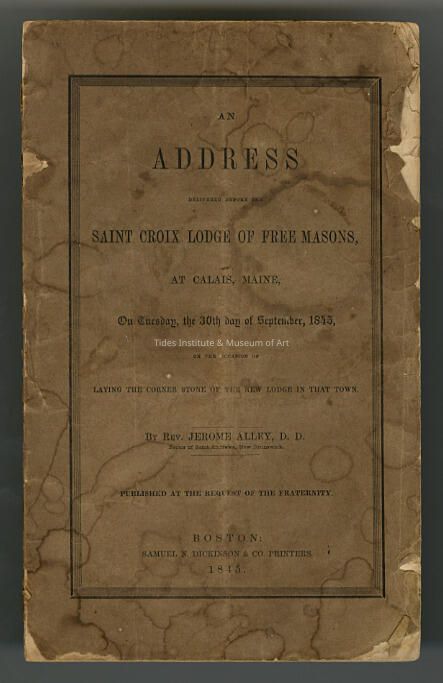 AN
ADDRESS
DELIVERED BEFORE THE
SAINT CROIX LODGE OF FREE MASONS,
AT CALAIS, MAINE,
On Tuesday, the 30th day of September, 1845,
Tides Institute & Museum of Art
ON THE OCCASION OF
LAYING THE CORNER STONE OF THE NEW LODGE IN THAT TOWN.
BY REV. JEROME ALLEY, D. D.
Rector of Saint Andrews, New Brunswick.
PUBLISHED AT THE REQUEST OF THE FRATERNITY.
BOSTON:
SAMUEL N. DICKINSON & CO. PRINTERS.
1845.